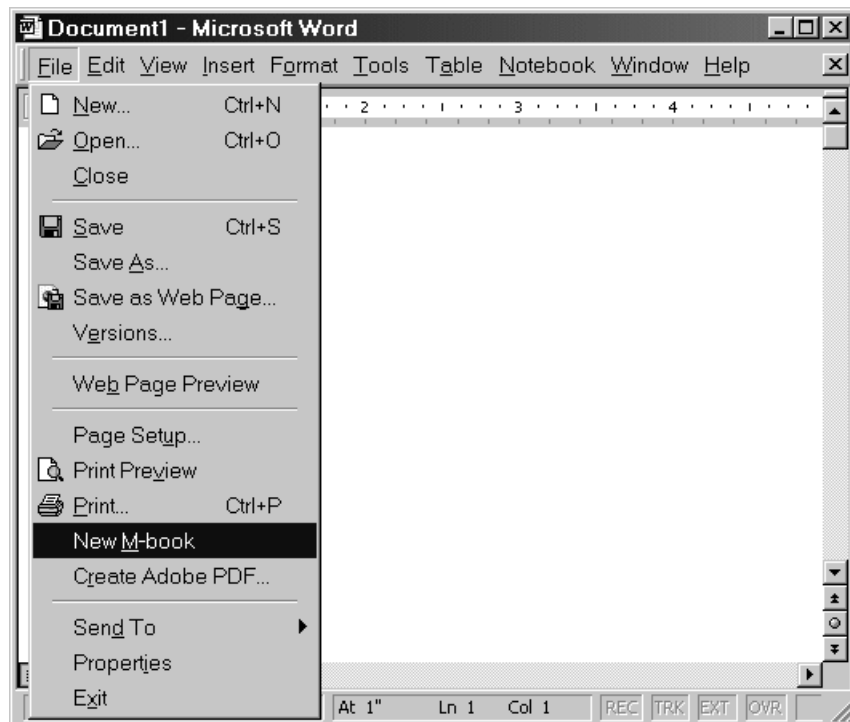 Document1 - Microsoft Word
File Edit View Insert Format Tools Table Notebook Window Help
New... Ctrl+N
2 3 4
Open... Ctrl+O
Close
Save Ctrl+S
Save As...
Save as Web Page...
Versions...
Web Page Preview
Page Setup...
Print Preview
Print... Ctrl+P
New M-book
Create Adobe PDF...
Send To
Properties
Exit
At 1" Ln 1 Col 1 REC TRK EXT OVR